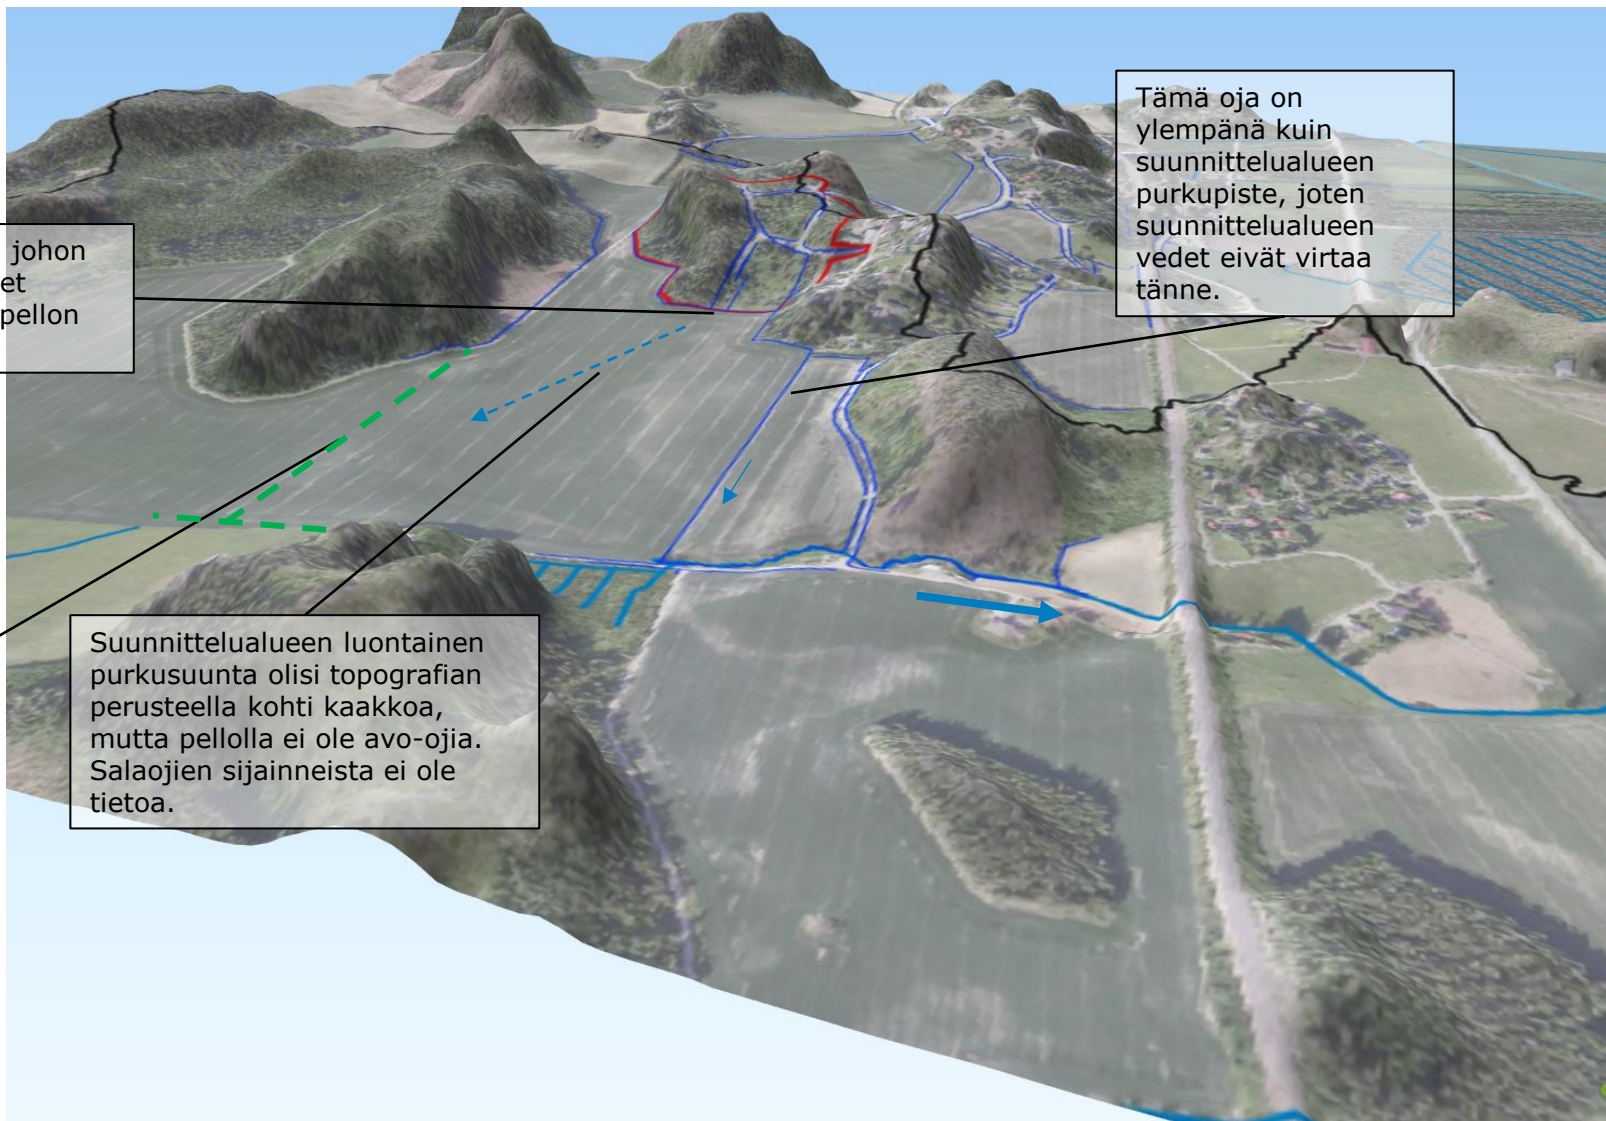 Tämä oja on
ylempänä kuin
suunnittelualueen
purkupiste, joten
suunnittelualueen
vedet eivät virtaa
tänne.
johon
et
pellon
Suunnittelualueen luontainen
purkusuunta olisi topografian
perusteella kohti kaakkoa,
mutta pellolla ei ole avo-ojia.
Salaojien sijainneista ei ole
tietoa.